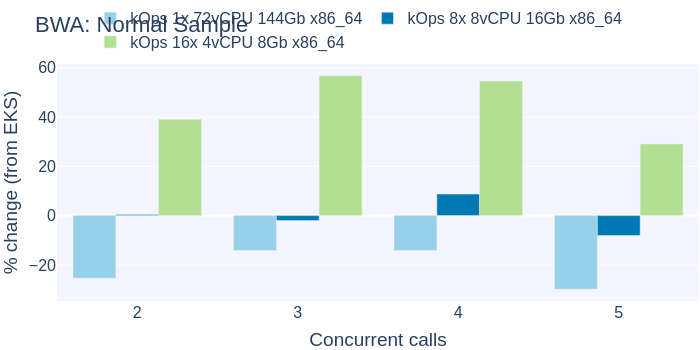 BWA: Normal Sample
kOps 1x 72vCPU 144Gb x86_64
kOps 8x 8vCPU 16Gb x86_64
kOps 16x 4vCPU 8Gb x86_64
% change (from EKS)
60
40
20
0
−20
2
3
4
5
Concurrent calls